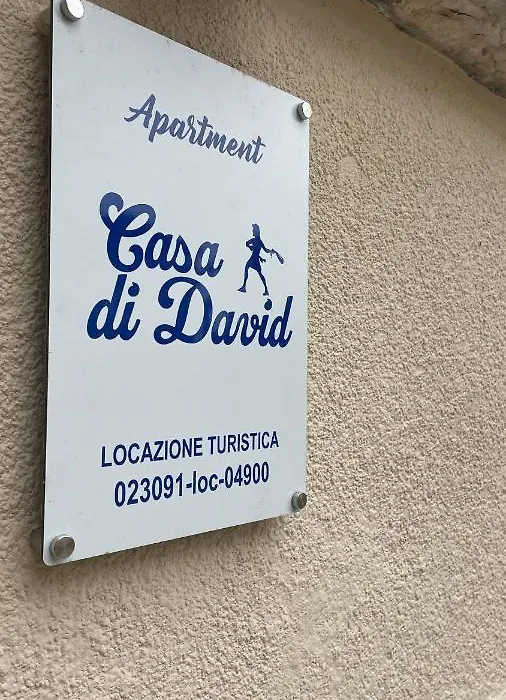 Apartment
Casa
di David
LOCAZIONE TURISTICA
023091-loc-04900